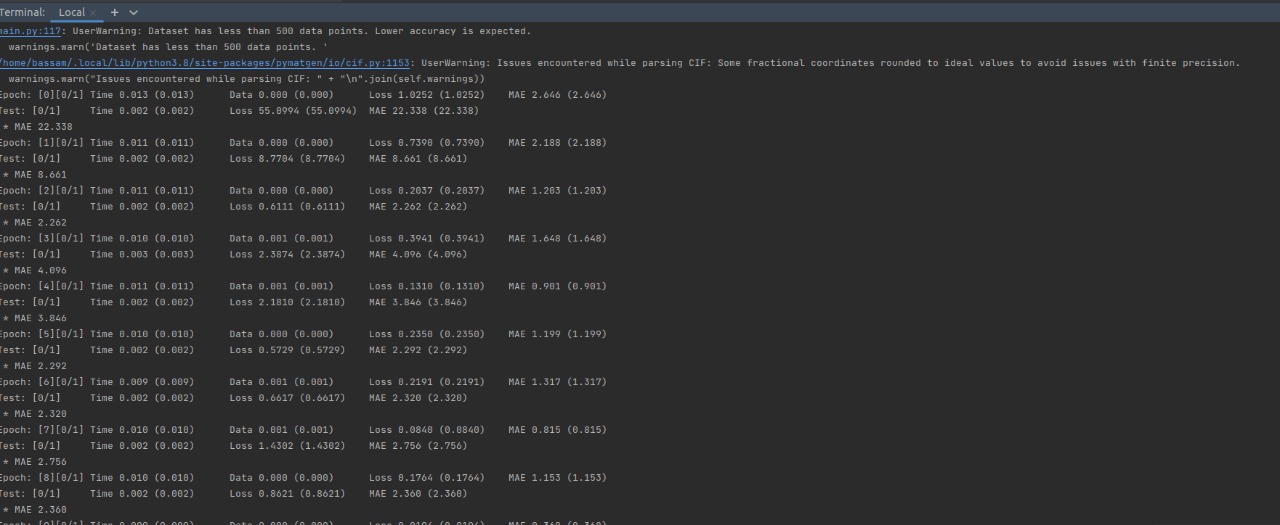 Terminal: Local × +
main.py:117: UserWarning: Dataset has less than 500 data points. Lower accuracy is expected.
warnings.warn('Dataset has less than 500 data points. '
/home/bassam/.local/lib/python3.8/site-packages/pymatgen/io/cif.py:1153: UserWarning: Issues encountered while parsing CIF: Some fractional coordinates rounded to ideal values to avoid issues with finite precision.
warnings.warn("Issues encountered while parsing CIF: " + "\n".join(self.warnings))
Epoch: [0][0/1] Time 0.013 (0.013) Data 0.000 (0.000) Loss 1.0252 (1.0252) MAE 2.646 (2.646)
Test: [0/1] Time 0.002 (0.002) Loss 55.0994 (55.0994) MAE 22.338 (22.338)
* MAE 22.338
Epoch: [1][0/1] Time 0.011 (0.011) Data 0.000 (0.000) Loss 0.7390 (0.7390) MAE 2.188 (2.188)
Test: [0/1] Time 0.002 (0.002) Loss 8.7704 (8.7704) MAE 8.661 (8.661)
* MAE 8.661
Epoch: [2][0/1] Time 0.011 (0.011) Data 0.000 (0.000) Loss 0.2037 (0.2037) MAE 1.203 (1.203)
Test: [0/1] Time 0.002 (0.002) Loss 0.6111 (0.6111) MAE 2.262 (2.262)
* MAE 2.262
Epoch: [3][0/1] Time 0.010 (0.010) Data 0.001 (0.001) Loss 0.3941 (0.3941) MAE 1.648 (1.648)
Test: [0/1] Time 0.003 (0.003) Loss 2.3874 (2.3874) MAE 4.096 (4.096)
* MAE 4.096
Epoch: [4][0/1] Time 0.011 (0.011) Data 0.001 (0.001) Loss 0.1310 (0.1310) MAE 0.901 (0.901)
Test: [0/1] Time 0.002 (0.002) Loss 2.1810 (2.1810) MAE 3.846 (3.846)
* MAE 3.846
Epoch: [5][0/1] Time 0.010 (0.010) Data 0.000 (0.000) Loss 0.2350 (0.2350) MAE 1.199 (1.199)
Test: [0/1] Time 0.002 (0.002) Loss 0.5729 (0.5729) MAE 2.292 (2.292)
* MAE 2.292
Epoch: [6][0/1] Time 0.009 (0.009) Data 0.001 (0.001) Loss 0.2191 (0.2191) MAE 1.317 (1.317)
Test: [0/1] Time 0.002 (0.002) Loss 0.6617 (0.6617) MAE 2.320 (2.320)
* MAE 2.320
Epoch: [7][0/1] Time 0.010 (0.010) Data 0.001 (0.001) Loss 0.0840 (0.0840) MAE 0.815 (0.815)
Test: [0/1] Time 0.002 (0.002) Loss 1.4302 (1.4302) MAE 2.756 (2.756)
* MAE 2.756
Epoch: [8][0/1] Time 0.010 (0.010) Data 0.000 (0.000) Loss 0.1764 (0.1764) MAE 1.153 (1.153)
Test: [0/1] Time 0.002 (0.002) Loss 0.8621 (0.8621) MAE 2.360 (2.360)
* MAE 2.360